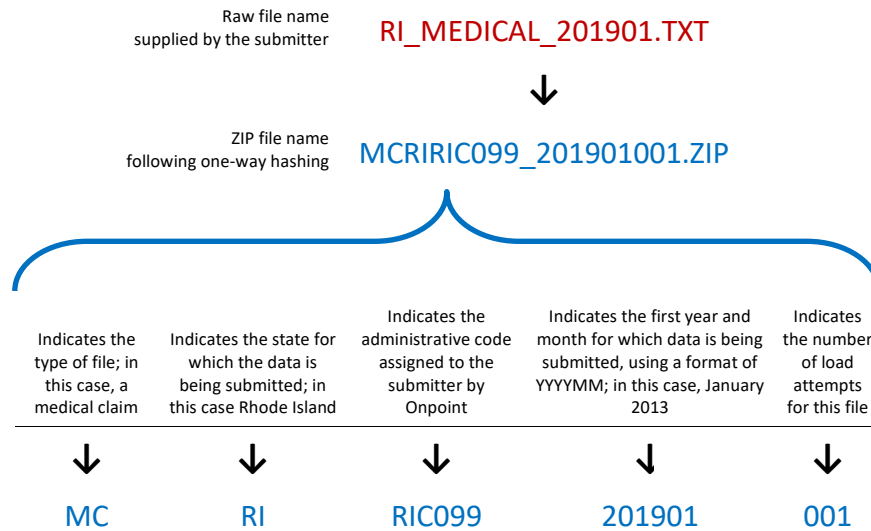 Raw file name
supplied by the submitter
RI_MEDICAL_201901.TXT
ZIP file name
following one-way hashing
MCRIRIC099_201901001.ZIP
Indicates the
type of file; in
this case, a
medical claim
Indicates the state for
which the data is
being submitted; in
this case Rhode Island
Indicates the
administrative code
assigned to the
submitter by
Onpoint
Indicates the first year and
month for which data is being
submitted, using a format of
YYYYMM; in this case, January
2013
Indicates
the number
of load
attempts
for this file
MC
RI
RIC099
201901
001